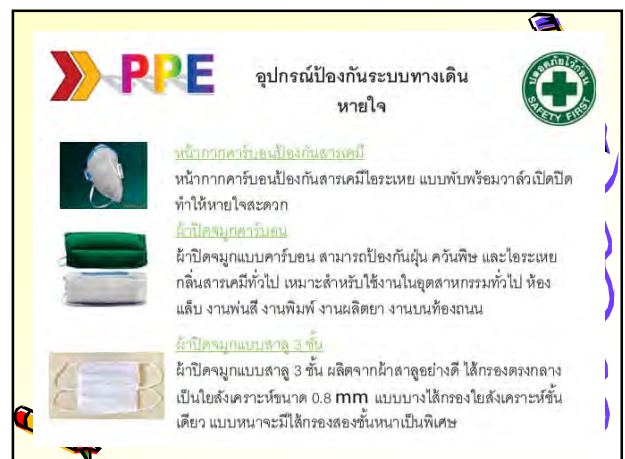 PPE
อุปกรณ์ป้องกันระบบทางเดิน
หายใจ
ปลอดภัยไว้ก่อน
SAFETY FIRST
หน้ากากคาร์บอนป้องกันสารเคมี
หน้ากากคาร์บอนป้องกันสารเคมีไอระเหย แบบพับพร้อมวาล์วเปิดปิด
ทำให้หายใจสะดวก
ผ้าปิดจมูกคาร์บอน
ผ้าปิดจมูกแบบคาร์บอน สามารถป้องกันฝุ่น ควันพิษ และไอระเหย
กลิ่นสารเคมีทั่วไป เหมาะสำหรับใช้งานในอุตสาหกรรมทั่วไป ห้อง
แล็บ งานพ่นสี งานพิมพ์ งานผลิตยา งานบนท้องถนน
ผ้าปิดจมูกแบบสาลู 3 ชั้น
ผ้าปิดจมูกแบบสาลู 3 ชั้น ผลิตจากผ้าสาลูอย่างดี ไส้กรองตรงกลาง
เป็นใยสังเคราะห์ขนาด 0.8 mm แบบบางไส้กรองใยสังเคราะห์ชั้น
เดียว แบบหนาจะมีไส้กรองสองชั้นหนาเป็นพิเศษ